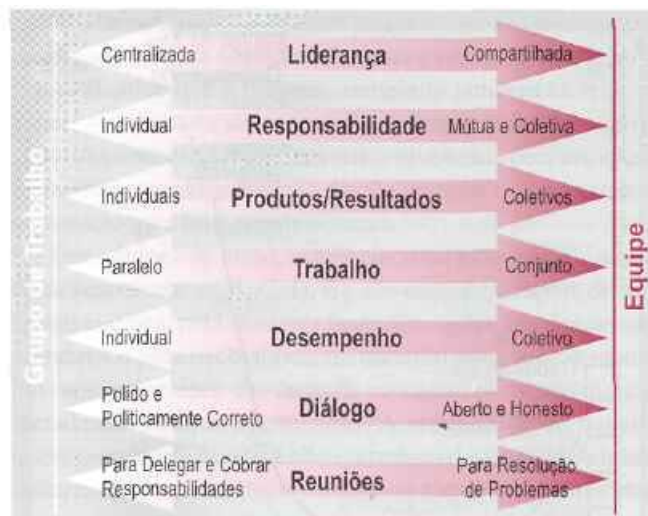 Grupo de Trabalho
Centralizada Liderança Compartilhada
Individual Responsabilidade Mútua e Coletiva
Individuais Produtos/Resultados Coletivos
Paralelo Trabalho Conjunto
Individual Desempenho Coletivo
Polido e
Politicamente Correto Diálogo Aberto e Honesto
Para Delegar e Cobrar
Responsabilidades Reuniões Para Resolução
de Problemas
Equipe